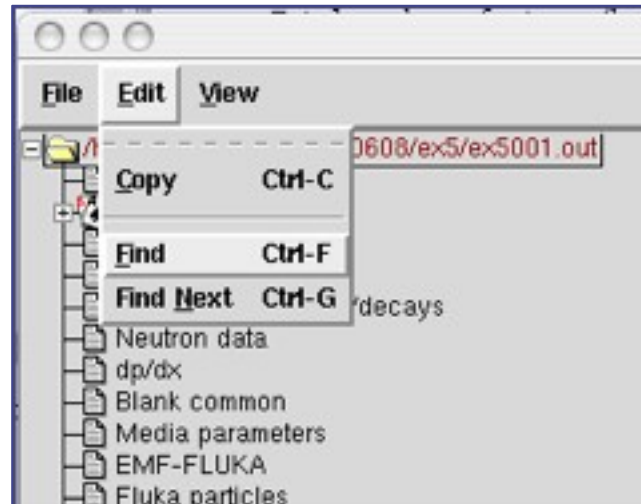 File Edit View
0608/ex5/ex5001.out
Copy Ctrl-C
Find Ctrl-F
Find Next Ctrl-G
/decays
Neutron data
dp/dx
Blank common
Media parameters
EMF-FLUKA
Fluka particles